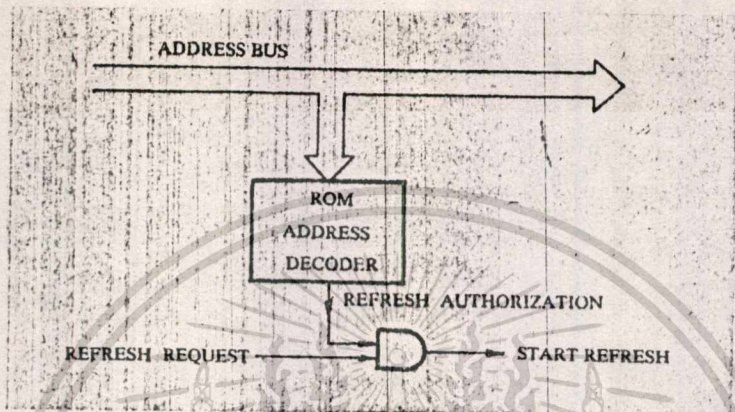 ADDRESS BUS
ROM
ADDRESS
DECODER
REFRESH AUTHORIZATION
REFRESH REQUEST
START REFRESH